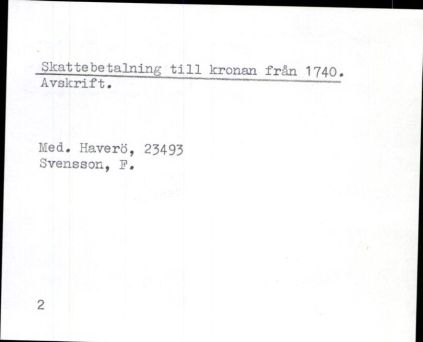 Skattebetalning till kronan från 1740.
Avskrift.
Med. Haverö, 23493
Svensson, F.
2